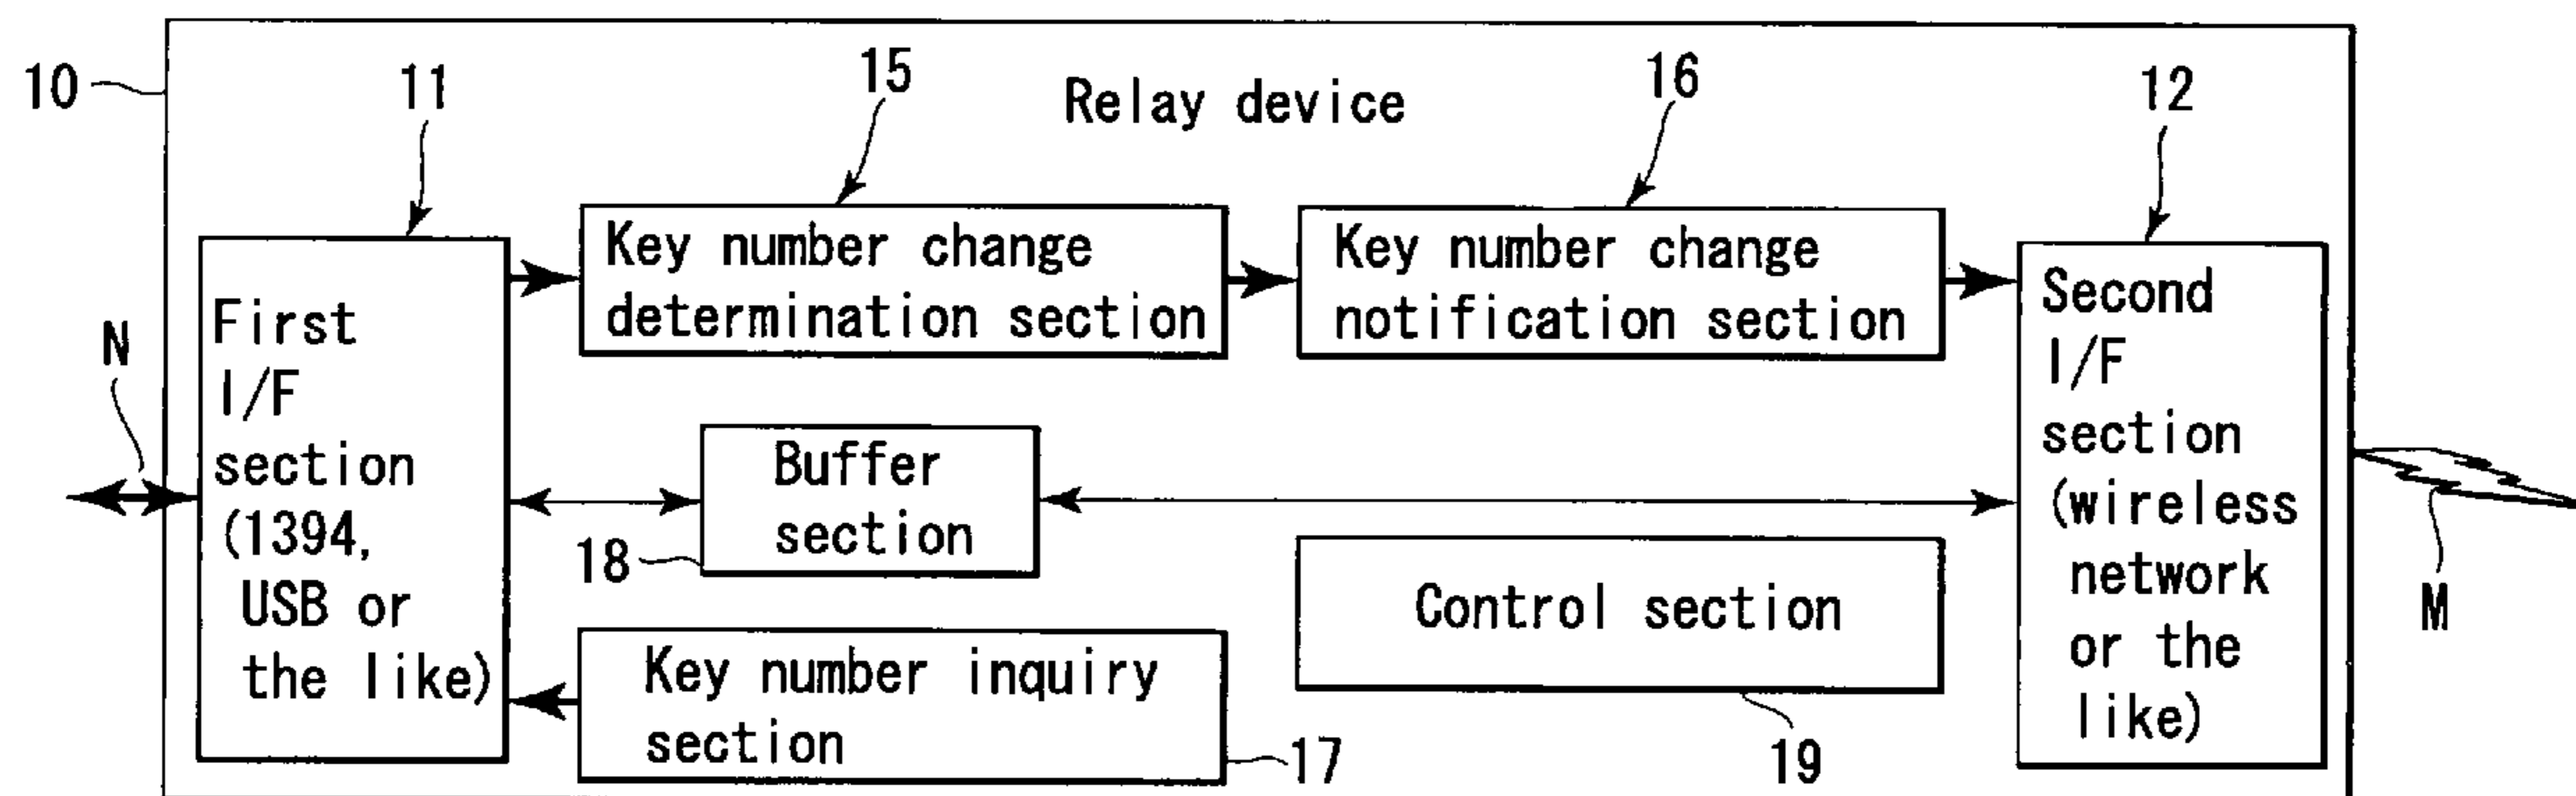 Relay device
10
11
15
16
12
Key number change
determination section
Key number change
notification section
First
I/F
section
(1394,
USB or
the like)
Second
I/F
section
(wireless
network
or the
like)
N
Buffer
section
18
Control section
M
Key number inquiry
section
17
19